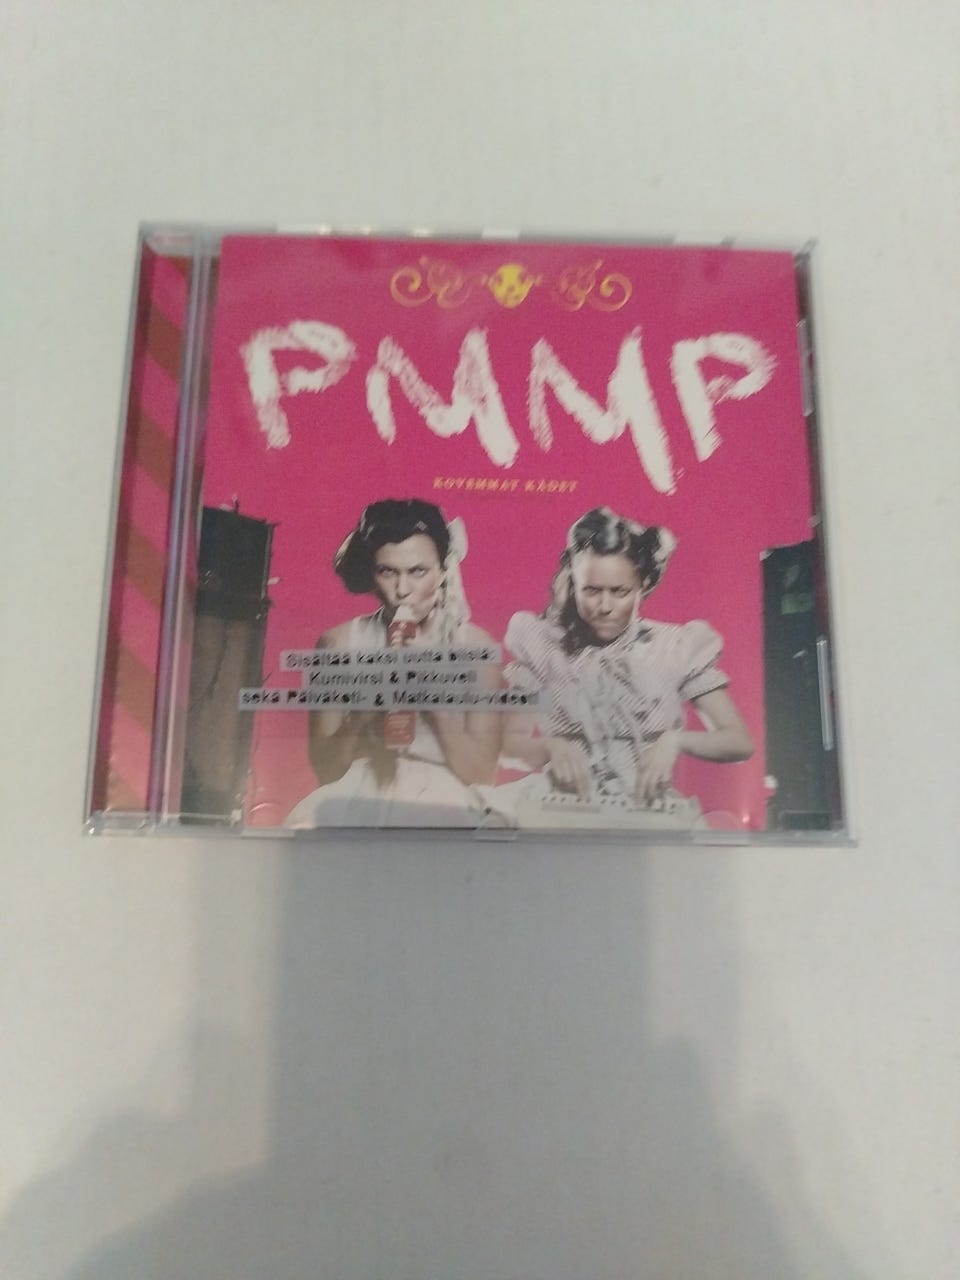 PMMP
KOVEMMAT KÄDET
Sisältää kaksi uutta biisiä:
Kumivirsi & Pikkuveli
sekä Päiväkoti- & Matkalaulu-videot!